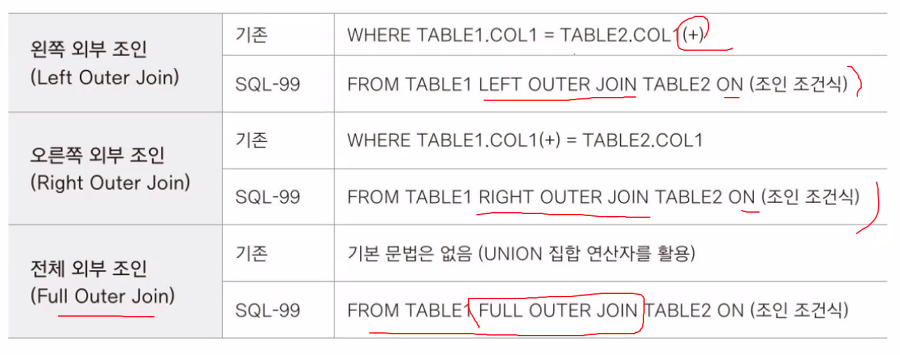 왼쪽 외부 조인
(Left Outer Join)
기존
WHERE TABLE1.COL1 = TABLE2.COL1(+)
SQL-99
FROM TABLE1 LEFT OUTER JOIN TABLE2 ON (조인 조건식)
오른쪽 외부 조인
(Right Outer Join)
기존
WHERE TABLE1.COL1(+) = TABLE2.COL1
SQL-99
FROM TABLE1 RIGHT OUTER JOIN TABLE2 ON (조인 조건식)
전체 외부 조인
(Full Outer Join)
기존
기본 문법은 없음 (UNION 집합 연산자를 활용)
SQL-99
FROM TABLE1 FULL OUTER JOIN TABLE2 ON (조인 조건식)